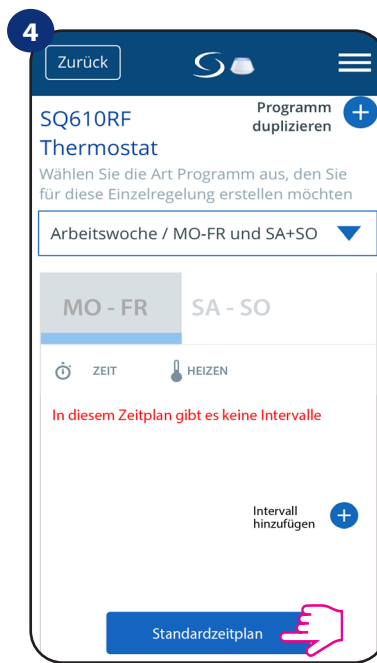 4
Zurück
SQ610RF
Thermostat
Programm
duplizieren
Wählen Sie die Art Programm aus, den Sie
für diese Einzelregelung erstellen möchten
Arbeitswoche / MO-FR und SA+SO
MO - FR SA - SO
ZEIT HEIZEN
In diesem Zeitplan gibt es keine Intervalle
Intervall
hinzufügen
Standardzeitplan